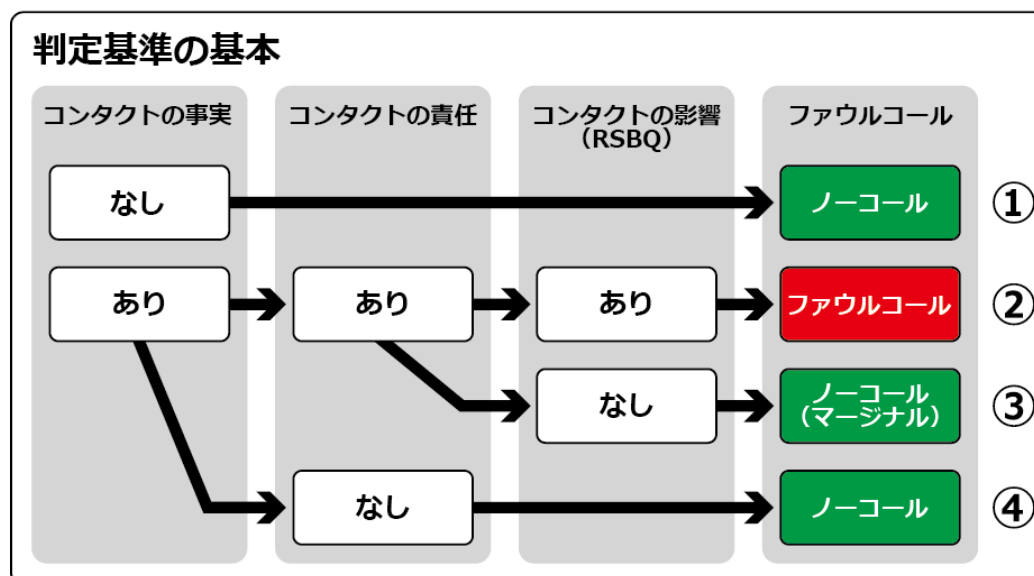 判定基準の基本
コンタクトの事実
コンタクトの責任
コンタクトの影響
（RSBQ）
ファウルコール
なし
ノーコール
①
あり
あり
あり
ファウルコール
②
なし
ノーコール
（マージナル）
③
なし
ノーコール
④